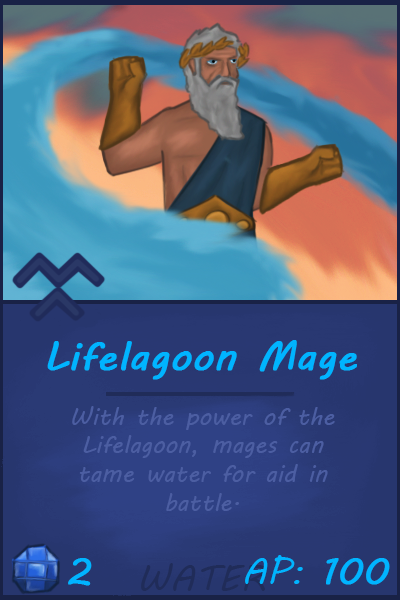 Lifelagoon Mage
With the power of the
Lifelagoon, mages can
tame water for aid in
battle.
2 WATER AP: 100